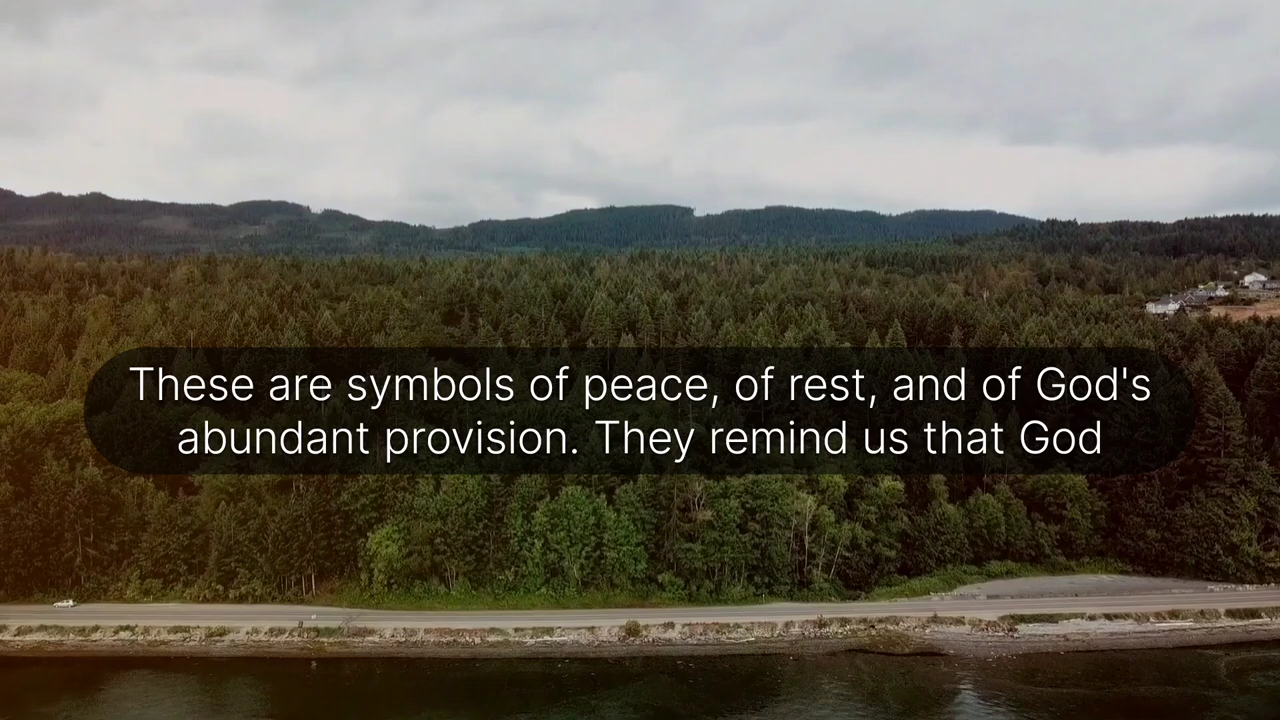 These are symbols of peace, of rest, and of God's
abundant provision. They remind us that God